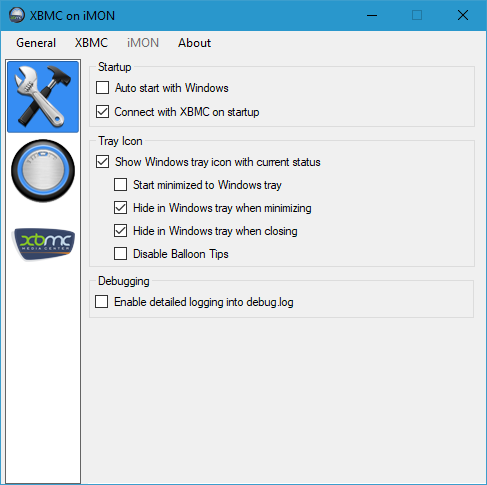 XBMC on iMON
General XBMC iMON About
Startup
Auto start with Windows
Connect with XBMC on startup
Tray Icon
Show Windows tray icon with current status
Start minimized to Windows tray
Hide in Windows tray when minimizing
Hide in Windows tray when closing
Disable Balloon Tips
Debugging
Enable detailed logging into debug.log
xbmc
MEDIA CENTER